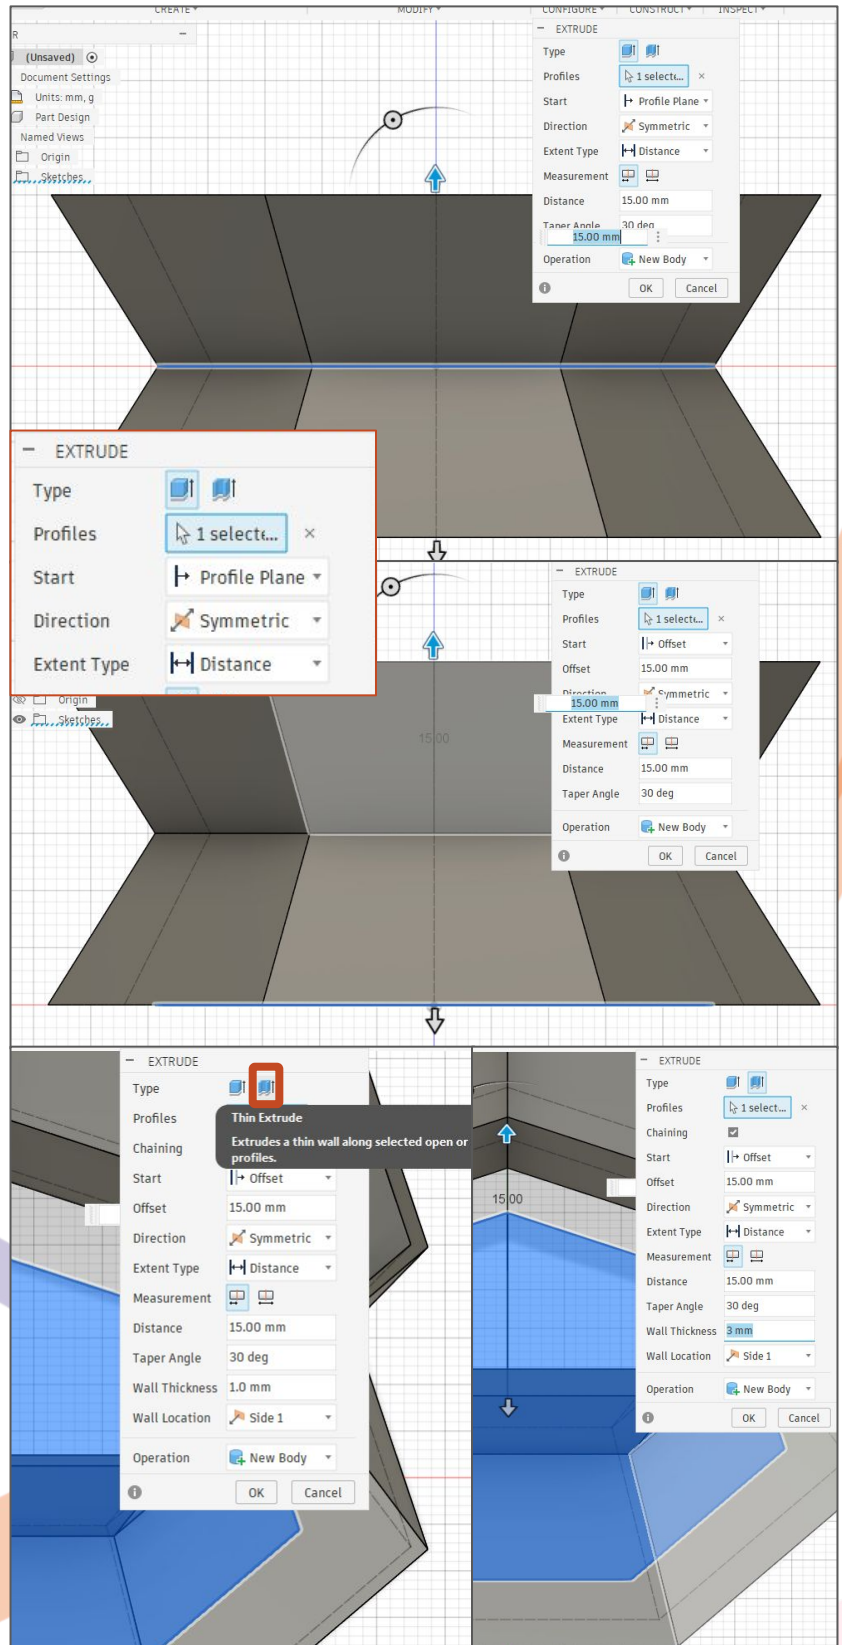 CREATE MODIFY CONFIGURE CONSTRUCT INSPECT
R
(Unsaved)
Document Settings
Units: mm, g
Part Design
Named Views
Origin
Sketches
EXTRUDE
Type
Profiles 1 selecte...
Start Profile Plane
Direction Symmetric
Extent Type Distance
Measurement
Distance 15.00 mm
Taper Angle 30 deg
15.00 mm
Operation New Body
OK Cancel
EXTRUDE
Type
Profiles 1 selecte...
Start Profile Plane
Direction Symmetric
Extent Type Distance
Origin
Sketches
15.00
EXTRUDE
Type
Profiles 1 selecte...
Start Offset
Offset 15.00 mm
Direction Symmetric
15.00 mm
Extent Type Distance
Measurement
Distance 15.00 mm
Taper Angle 30 deg
Operation New Body
OK Cancel
EXTRUDE
Type
Profiles
Thin Extrude
Chaining
Extrudes a thin wall along selected open or
profiles.
Start Offset
Offset 15.00 mm
Direction Symmetric
Extent Type Distance
Measurement
Distance 15.00 mm
Taper Angle 30 deg
Wall Thickness 1.0 mm
Wall Location Side 1
Operation New Body
OK Cancel
15.00
EXTRUDE
Type
Profiles 1 select...
Chaining
Start Offset
Offset 15.00 mm
Direction Symmetric
Extent Type Distance
Measurement
Distance 15.00 mm
Taper Angle 30 deg
Wall Thickness 3 mm
Wall Location Side 1
Operation New Body
OK Cancel